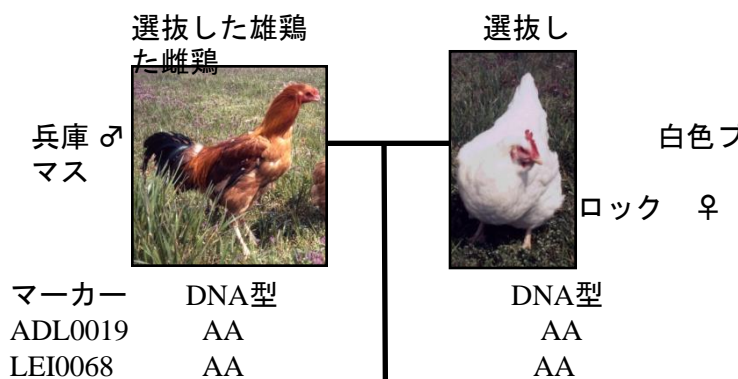 選抜した雄鶏
選抜し
た雌鶏
兵庫 ♂
白色プ
マス
ロック ♀
マーカー DNA型 DNA型
ADL0019 AA AA
LEI0068 AA AA